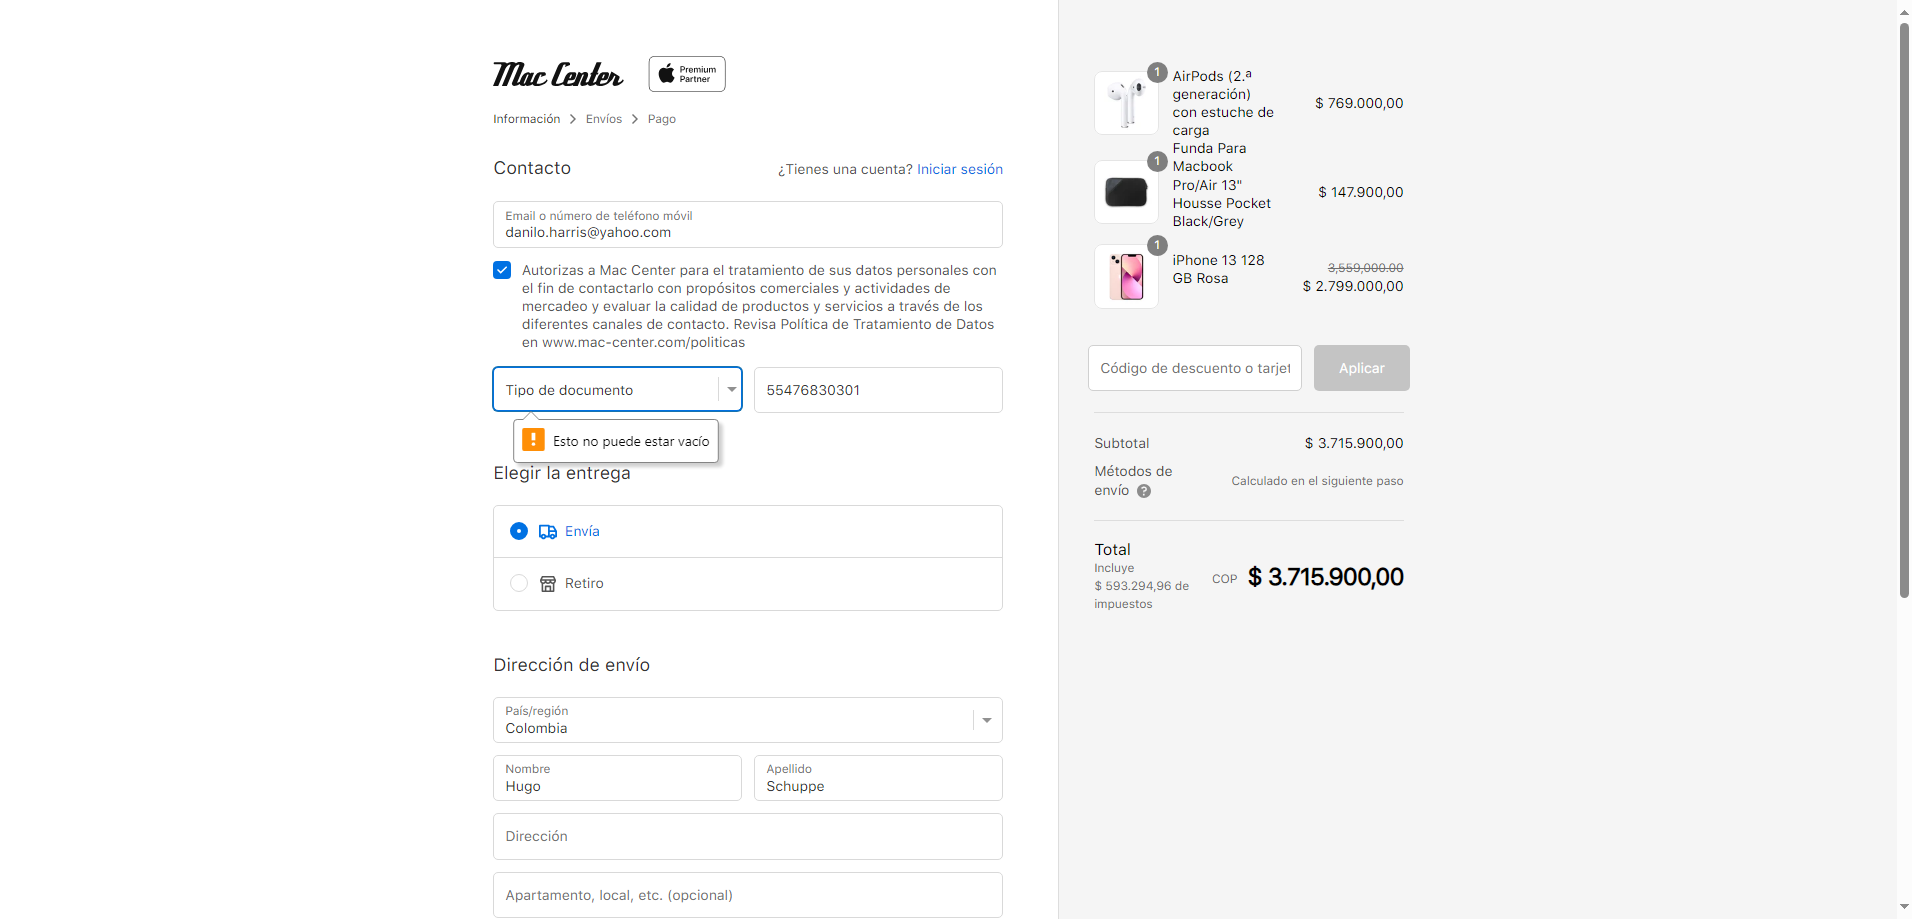 Mac Center
Premium
Partner
Información > Envíos > Pago
Contacto
¿Tienes una cuenta? Iniciar sesión
Email o número de teléfono móvil
danilo.harris@yahoo.com
Autorizas a Mac Center para el tratamiento de sus datos personales con
el fin de contactarlo con propósitos comerciales y actividades de
mercadeo y evaluar la calidad de productos y servicios a través de los
diferentes canales de contacto. Revisa Política de Tratamiento de Datos
en www.mac-center.com/politicas
Tipo de documento
55476830301
Esto no puede estar vacío
Elegir la entrega
Envía
Retiro
Dirección de envío
País/región
Colombia
Nombre
Hugo
Apellido
Schuppe
Dirección
Apartamento, local, etc. (opcional)
1
AirPods (2.ª
generación)
con estuche de
carga
$ 769.000,00
1
Funda Para
Macbook
Pro/Air 13"
Housse Pocket
Black/Grey
$ 147.900,00
1
iPhone 13 128
GB Rosa
3,559,000.00
$ 2.799.000,00
Código de descuento o tarjet
Aplicar
Subtotal
$ 3.715.900,00
Métodos de
envío ?
Calculado en el siguiente paso
Total
Incluye
$ 593.294,96 de
impuestos
COP $ 3.715.900,00